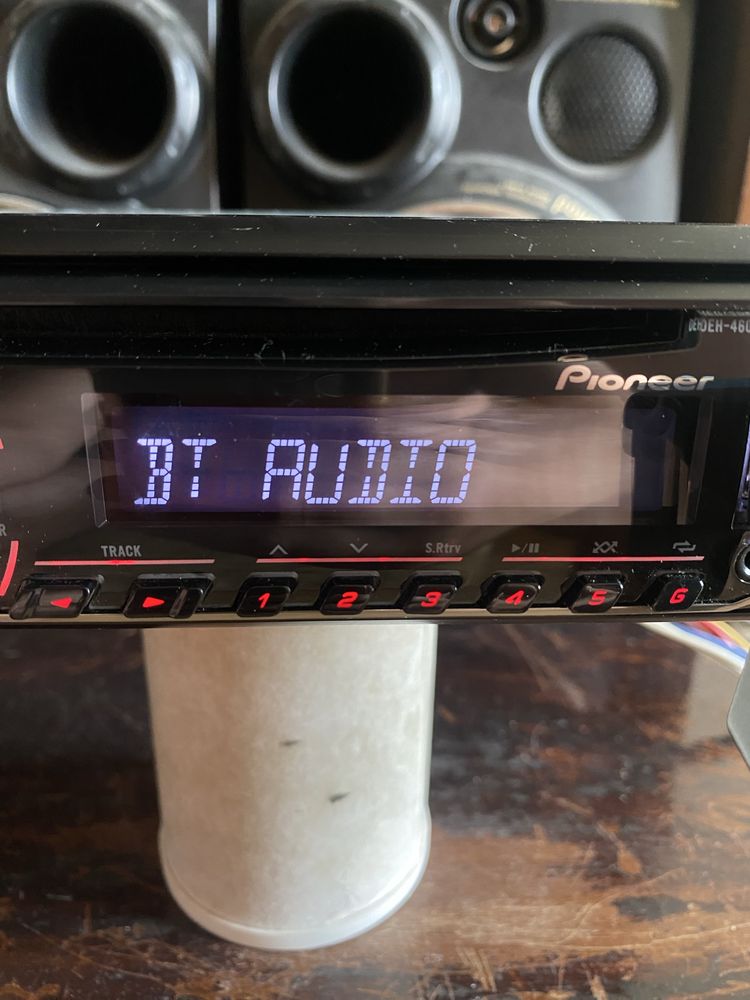 Pioneer
BT AUDIO
TRACK
S.Rtrv
1 2 3 4 5 6